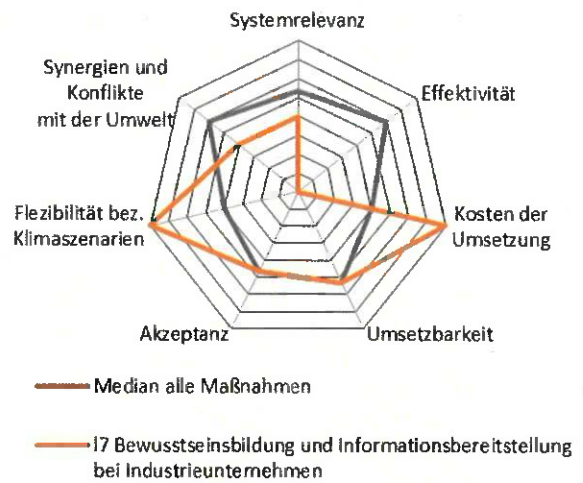 Systemrelevanz
Synergien und
Konflikte
mit der Umwelt
Effektivität
Flezibilität bez.
Klimaszenarien
Kosten der
Umsetzung
Akzeptanz
Umsetzbarkeit
Median alle Maßnahmen
I7 Bewusstseinsbildung und Informationsbereitstellung
bei Industrieunternehmen